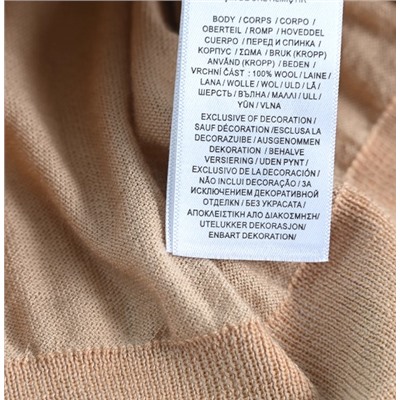 BODY / CORPS / CORPO /
OBERTEIL / ROMP / HOVEDDEL
CUERPO / ПЕРЕД И СПИНКА /
КОРПУС / ΣΩΜΑ / BRUK (KROPP)
ANVÄND (KROPP) / BEDEN /
VRCHNÍ ČÁST : 100% WOOL / LAINE /
LANA / WOLLE / WOL / ULD / LÃ /
ШЕРСТЬ / ВЪЛНА / ΜΑΛΛΙ / ULL /
YÜN / VLNA
EXCLUSIVE OF DECORATION /
SAUF DÉCORATION / ESCLUSA LA
DECORAZUIBE / AUSGENOMMEN
DEKORATION / BEHALVE
VERSIERING / UDEN PYNT /
EXCLUSIVO DE LA DECORACIÓN /
NÃO INCLUI DECORAÇÃO / ЗА
ИСКЛЮЧЕНИЕМ ДЕКОРАТИВНОЙ
ОТДЕЛКИ / БЕЗ УКРАСАТА /
ΑΠΟΚΛΕΙΣΤΙΚΗ ΑΠΟ ΔΙΑΚΟΣΜΗΣΗ /
UTELUKKER DEKORASJON /
ENBART DEKORATION /